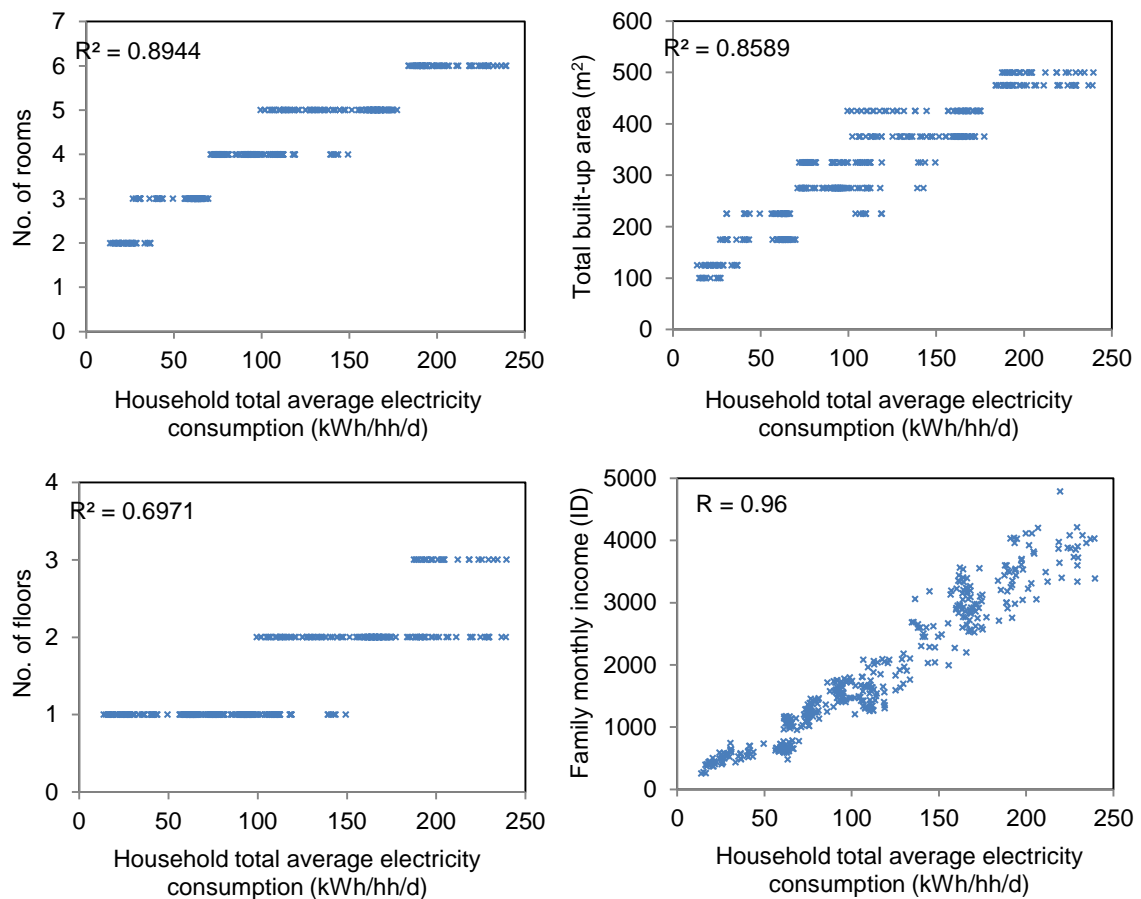 R² = 0.8944
No. of rooms
7
6
5
4
3
2
1
0
0 50 100 150 200 250
Household total average electricity
consumption (kWh/hh/d)
R² = 0.8589
Total built-up area (m²)
600
500
400
300
200
100
0
0 50 100 150 200 250
Household total average electricity
consumption (kWh/hh/d)
R² = 0.6971
No. of floors
4
3
2
1
0
0 50 100 150 200 250
Household total average electricity
consumption (kWh/hh/d)
R = 0.96
Family monthly income (ID)
5000
4000
3000
2000
1000
0
0 50 100 150 200 250
Household total average electricity
consumption (kWh/hh/d)